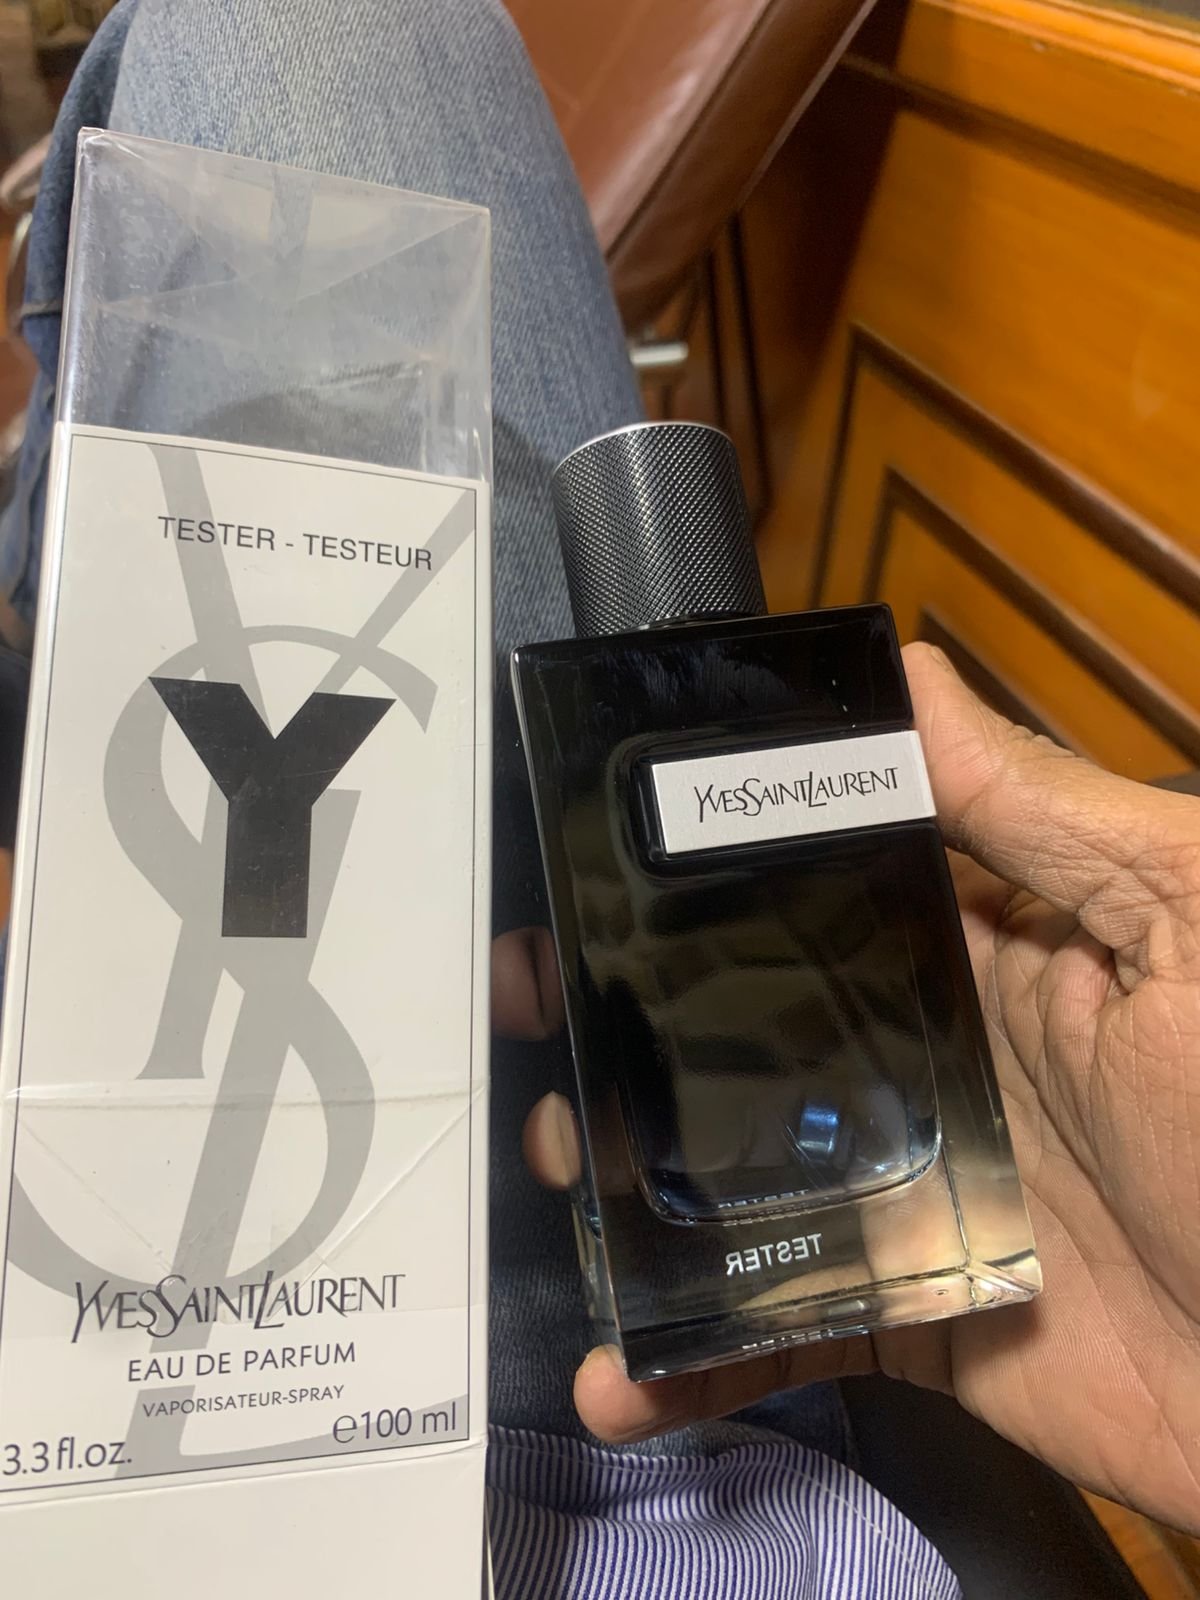 TESTER - TESTEUR
Y
YVESSAINTLAURENT
EAU DE PARFUM
VAPORISATEUR-SPRAY
3.3 fl.oz.
℮100 ml
YVESSAINTLAURENT
TESTER